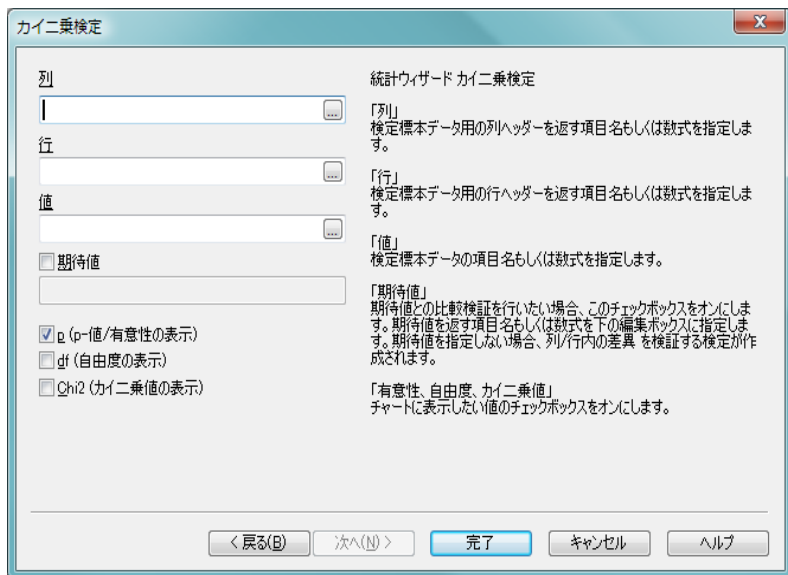 カイ二乗検定
列
...
行
...
値
...
期待値
p (p-値/有意性の表示)
df (自由度の表示)
Chi2 (カイ二乗値の表示)
統計ウィザード カイ二乗検定
「列」
検定標本データ用の列ヘッダーを返す項目名もしくは数式を指定しま
す。
「行」
検定標本データ用の行ヘッダーを返す項目名もしくは数式を指定しま
す。
「値」
検定標本データの項目名もしくは数式を指定します。
「期待値」
期待値との比較検証を行いたい場合、このチェックボックスをオンにしま
す。期待値を返す項目名もしくは数式を下の編集ボックスに指定しま
す。期待値を指定しない場合、列/行内の差異 を検証する検定が作
成されます。
「有意性、自由度、カイ二乗値」
チャートに表示したい値のチェックボックスをオンにします。
< 戻る(B)
次へ(N) >
完了
キャンセル
ヘルプ